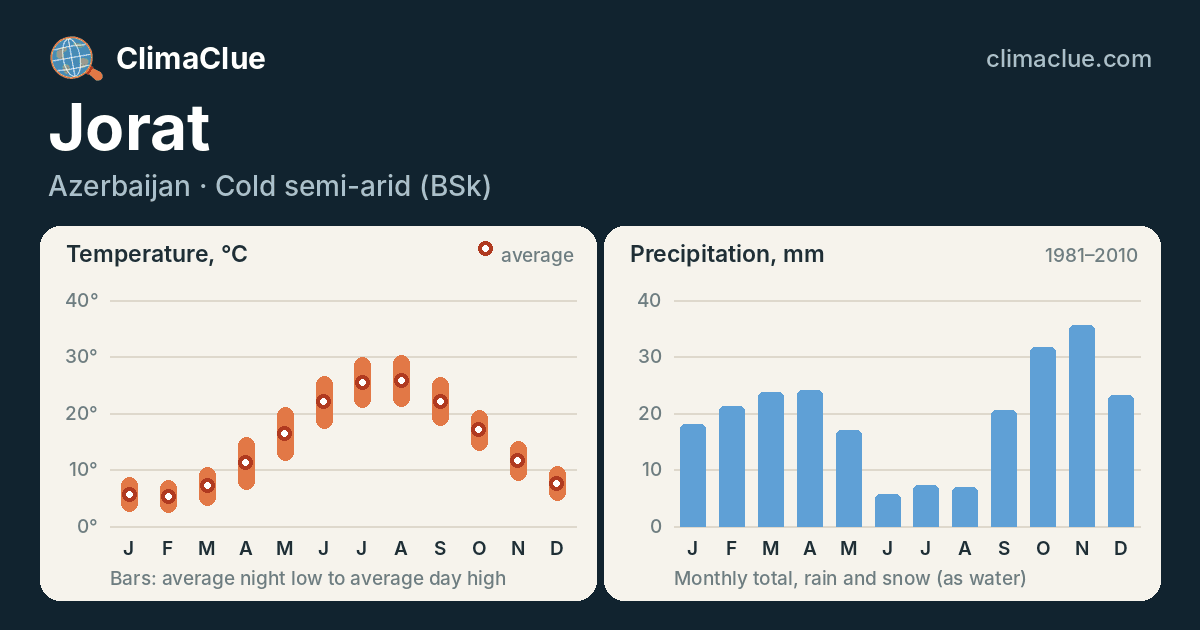 ClimaClue
climaclue.com
Jorat
Azerbaijan · Cold semi-arid (BSk)
Temperature, °C
average
40°
30°
20°
10°
0°
J F M A M J J A S O N D
Bars: average night low to average day high
Precipitation, mm
1981–2010
40
30
20
10
0
J F M A M J J A S O N D
Monthly total, rain and snow (as water)